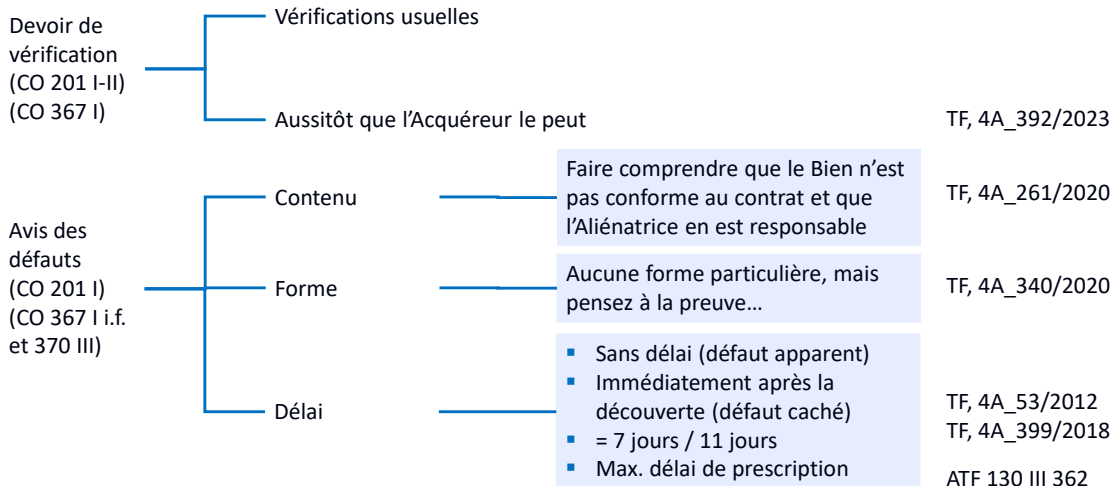 Devoir de
vérification
(CO 201 I-II)
(CO 367 I)
Vérifications usuelles
Aussitôt que l’Acquéreur le peut
TF, 4A_392/2023
Avis des
défauts
(CO 201 I)
(CO 367 I i.f.
et 370 III)
Contenu
Faire comprendre que le Bien n’est
pas conforme au contrat et que
l’Aliénatrice en est responsable
TF, 4A_261/2020
Forme
Aucune forme particulière, mais
pensez à la preuve…
TF, 4A_340/2020
Délai
▪ Sans délai (défaut apparent)
▪ Immédiatement après la
découverte (défaut caché)
▪ = 7 jours / 11 jours
▪ Max. délai de prescription
TF, 4A_53/2012
TF, 4A_399/2018
ATF 130 III 362